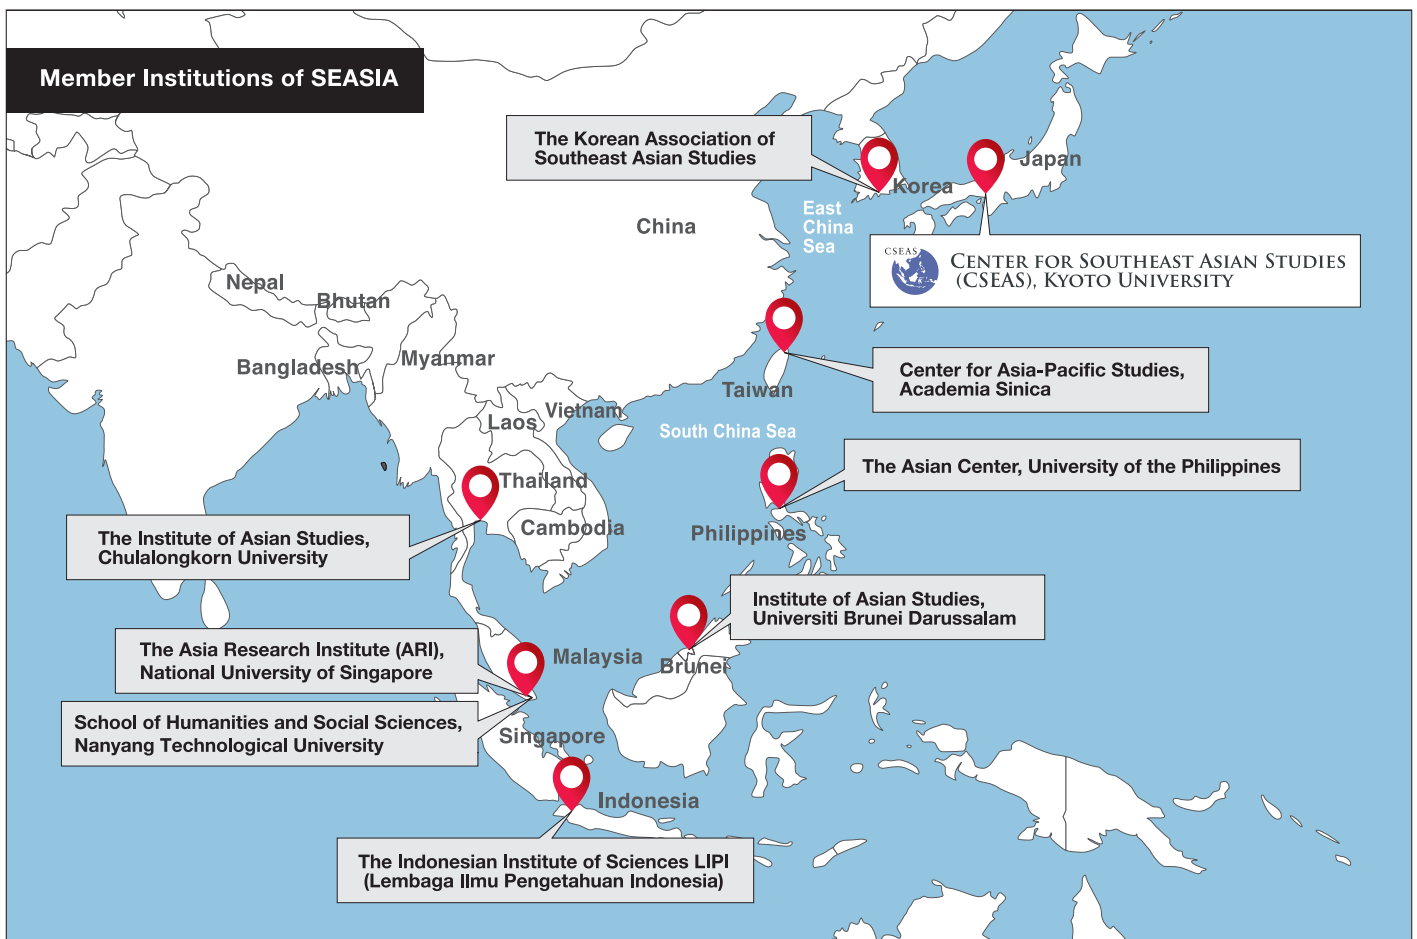 Member Institutions of SEASIA
The Korean Association of
Southeast Asian Studies
Japan
Korea
East
China
Sea
China
CSEAS
CENTER FOR SOUTHEAST ASIAN STUDIES
(CSEAS), KYOTO UNIVERSITY
Nepal
Bhutan
Bangladesh
Myanmar
Center for Asia-Pacific Studies,
Academia Sinica
Taiwan
Vietnam
Laos
South China Sea
The Asian Center, University of the Philippines
Thailand
Cambodia
Philippines
The Institute of Asian Studies,
Chulalongkorn University
Institute of Asian Studies,
Universiti Brunei Darussalam
The Asia Research Institute (ARI),
National University of Singapore
Malaysia
Brunei
School of Humanities and Social Sciences,
Nanyang Technological University
Singapore
Indonesia
The Indonesian Institute of Sciences LIPI
(Lembaga Ilmu Pengetahuan Indonesia)